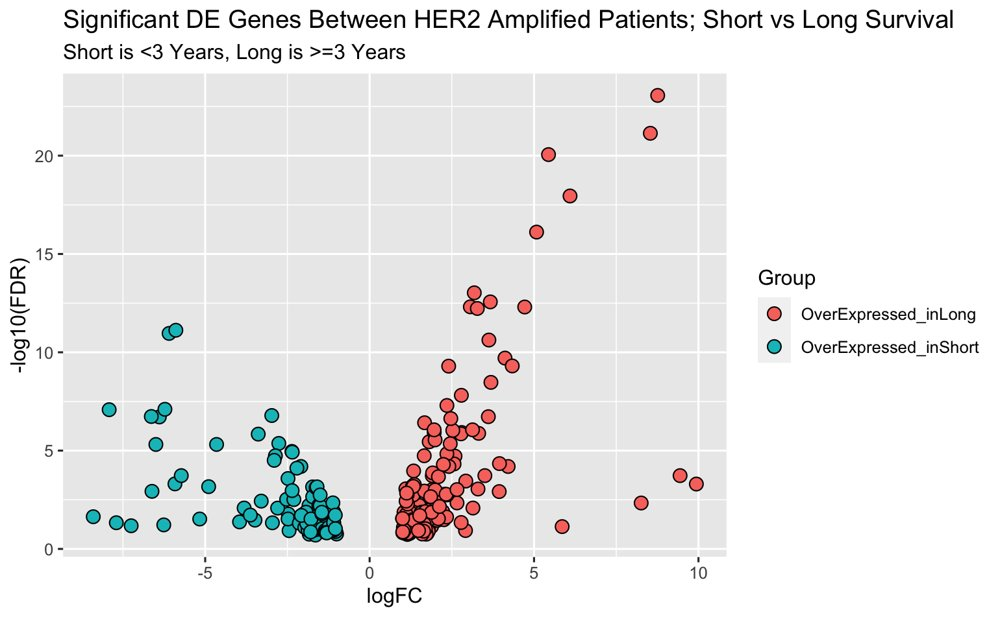 Significant DE Genes Between HER2 Amplified Patients; Short vs Long Survival
Short is <3 Years, Long is >=3 Years
-log10(FDR)
20
15
10
5
0
-5
0
5
10
logFC
Group
OverExpressed_inLong
OverExpressed_inShort